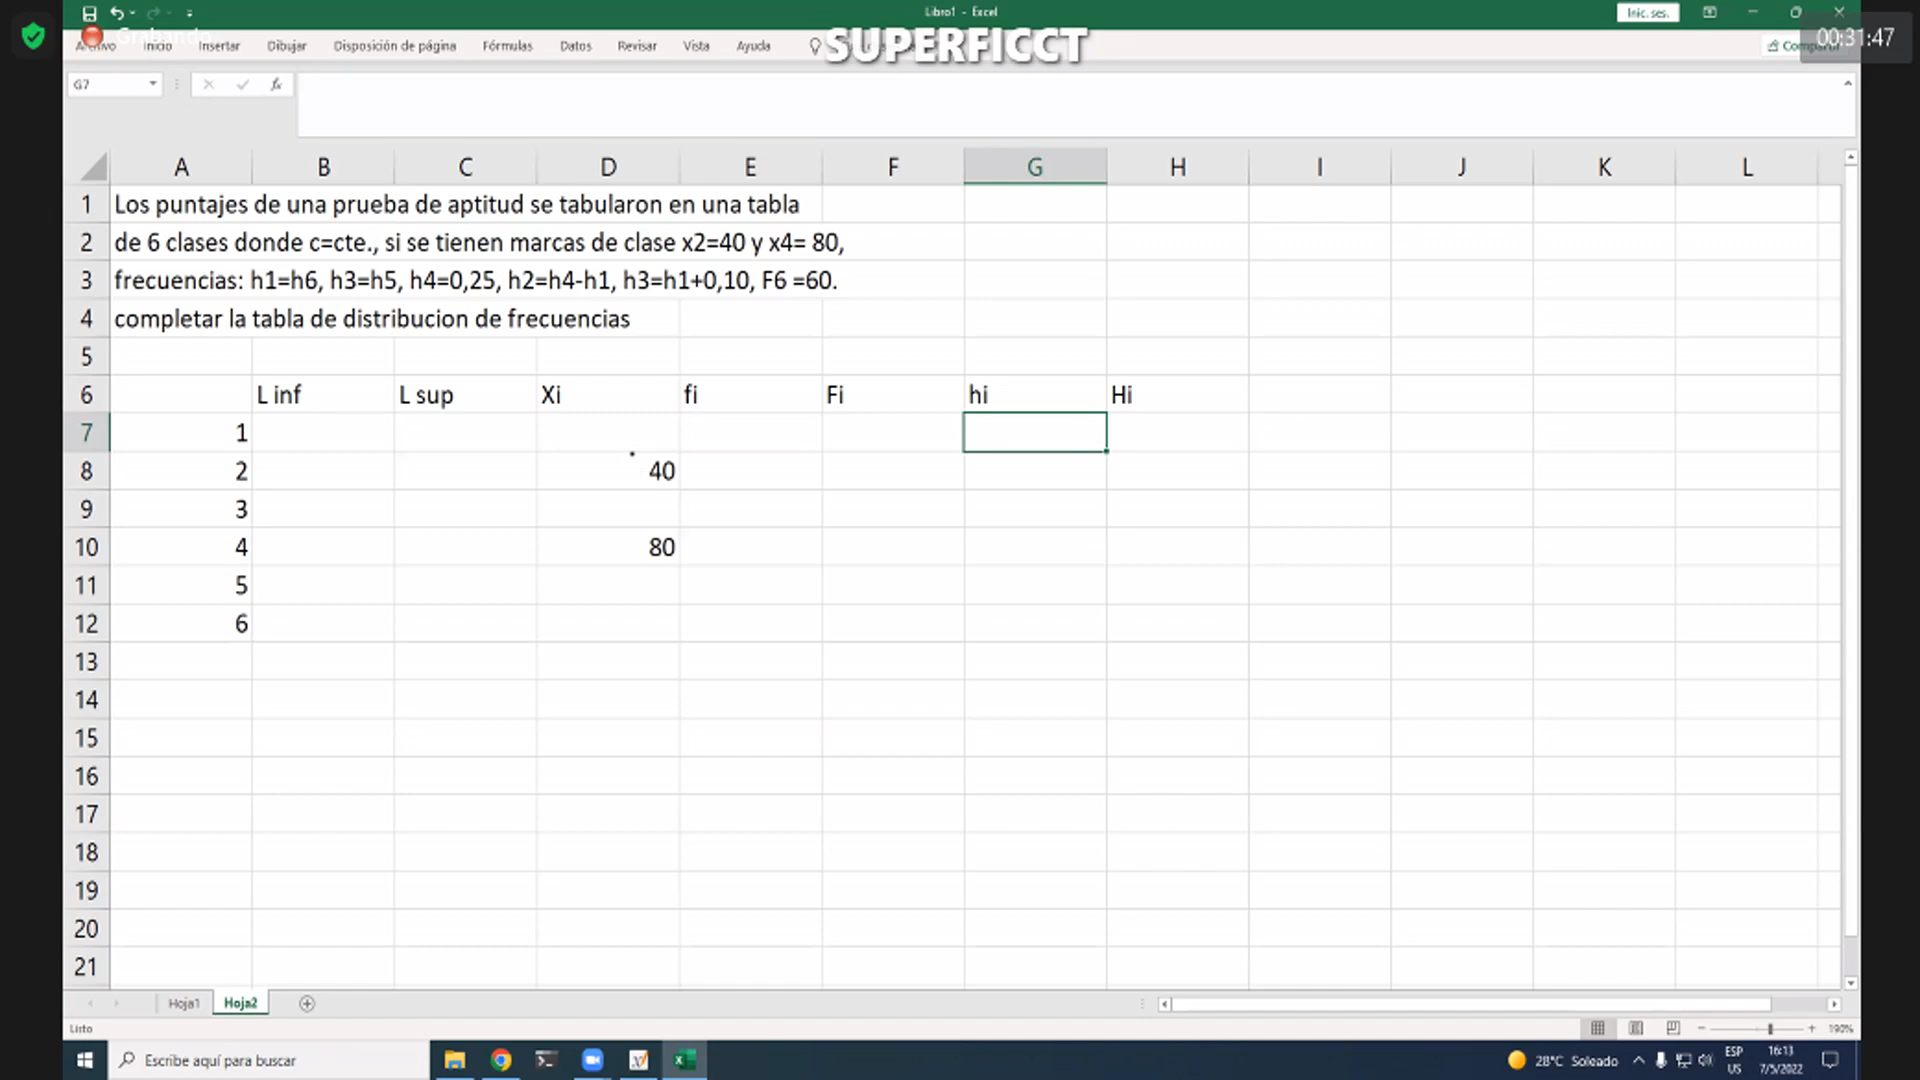 Libro1 - Excel
Inic. ses.
Grabando
SUPERFICCT
00:31:47
Archivo Inicio Insertar Dibujar Disposición de página Fórmulas Datos Revisar Vista Ayuda
G7
fx
A B C D E F G H I J K L
1 Los puntajes de una prueba de aptitud se tabularon en una tabla
2 de 6 clases donde c=cte., si se tienen marcas de clase x2=40 y x4= 80,
3 frecuencias: h1=h6, h3=h5, h4=0,25, h2=h4-h1, h3=h1+0,10, F6 =60.
4 completar la tabla de distribucion de frecuencias
5
6 L inf L sup Xi fi Fi hi Hi
7 1
8 2 40
9 3
10 4 80
11 5
12 6
13
14
15
16
17
18
19
20
21
Hoja1 Hoja2
Listo
190%
Escribe aquí para buscar
28°C Soleado
ESP
US
16:13
7/5/2022